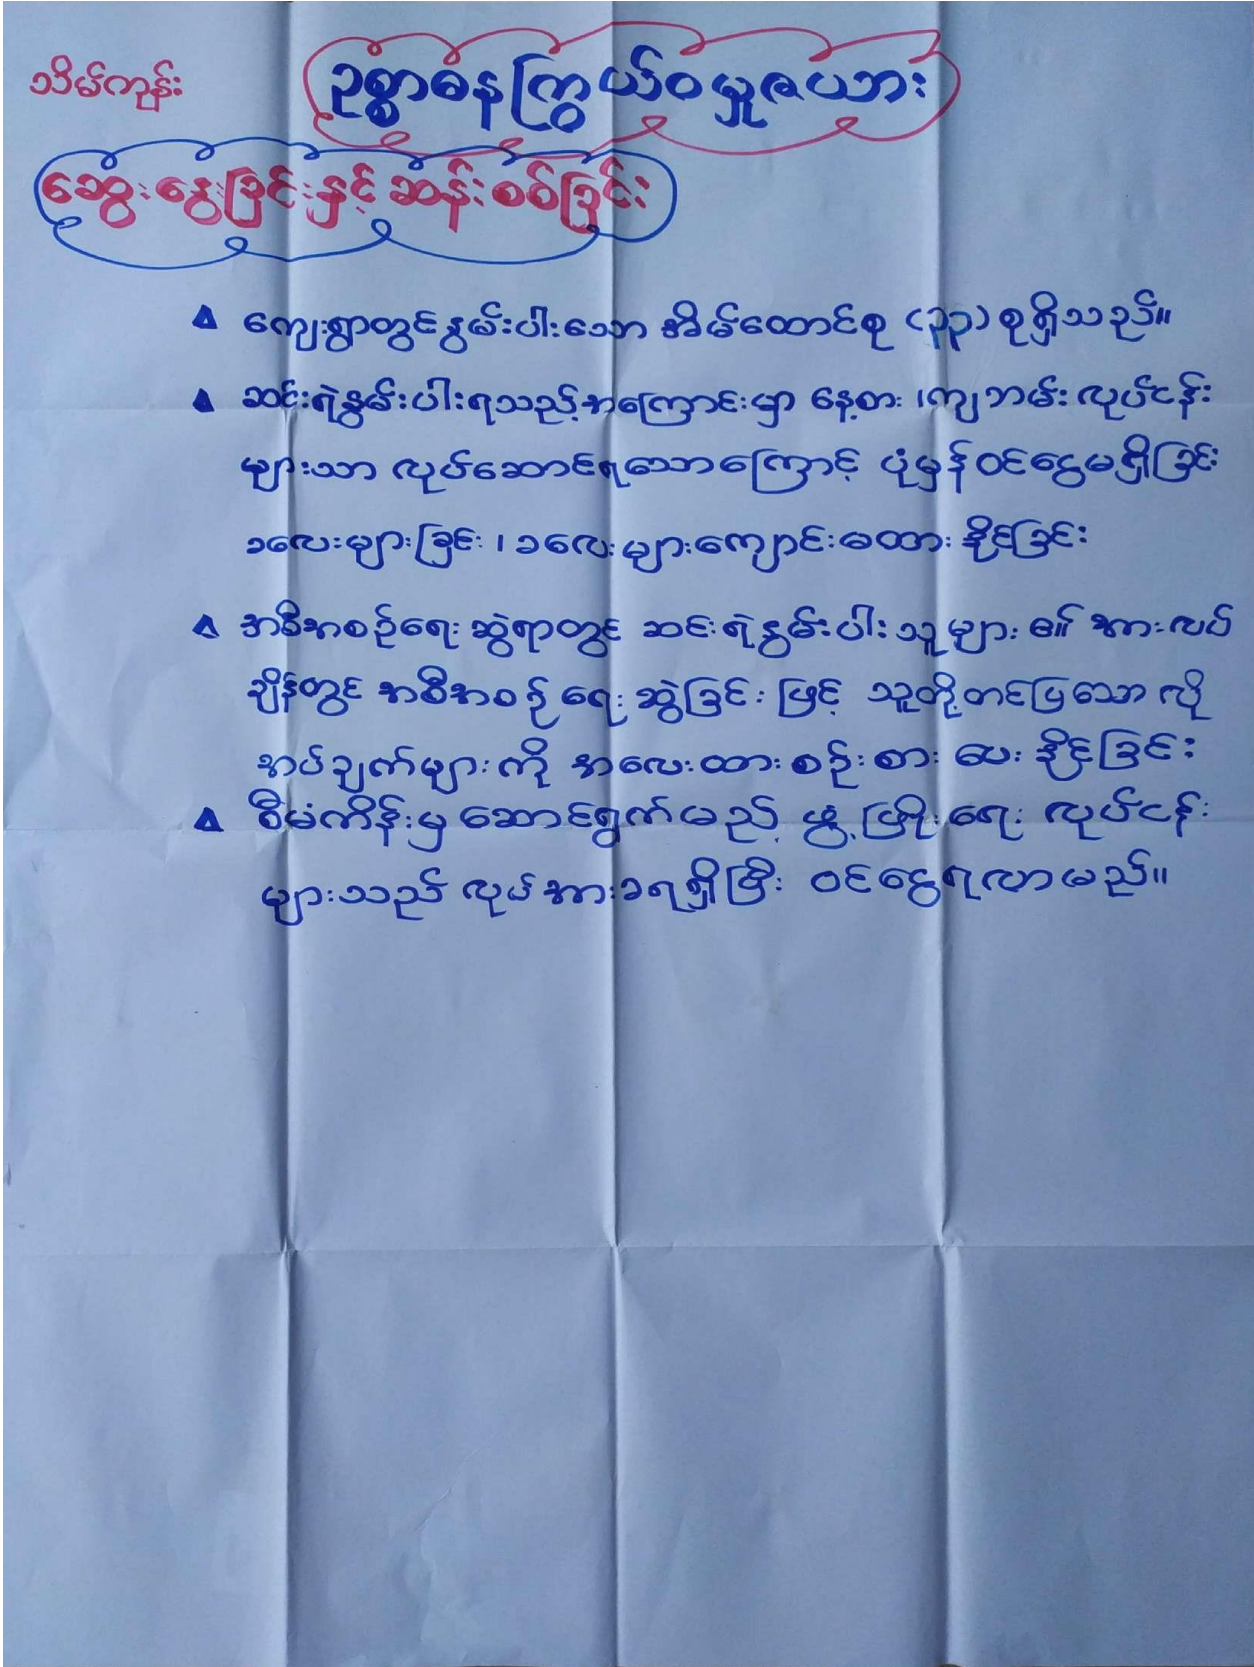 သိမ်ကုန်း
ဥစ္စာဓနကြွယ်ဝမှုဇယား
ဆွေးနွေးခြင်းနှင့် ဆန်းစစ်ခြင်း
ကျေးရွာတွင်နွမ်းပါးသော အိမ်ထောင်စု (၃၃) စုရှိသည်။
ဆင်းရဲနွမ်းပါးရသည့်အကြောင်းမှာ နေ့စား ၊ကျဘမ်း လုပ်ငန်း
များသာ လုပ်ဆောင်ရသောကြောင့် ပုံမှန်ဝင်ငွေမရှိခြင်း
ခလေးများခြင်း ၊ ခလေးများကျောင်းမထားနိုင်ခြင်း
အစီအစဉ်ရေးဆွဲရာတွင် ဆင်းရဲနွမ်းပါးသူများ၏ အားလပ်
ချိန်တွင် အစီအစဉ် ရေးဆွဲခြင်း ဖြင့် သူတို့တင်ပြသော လို
အပ်ချက်များကို အလေးထားစဉ်းစားပေးနိုင်ခြင်း
စီမံကိန်းမှ ဆောင်ရွက်မည့် ဖွံ့ဖြိုးရေး လုပ်ငန်း
များသည် လုပ်အားခရရှိပြီး ဝင်ငွေရလာမည်။